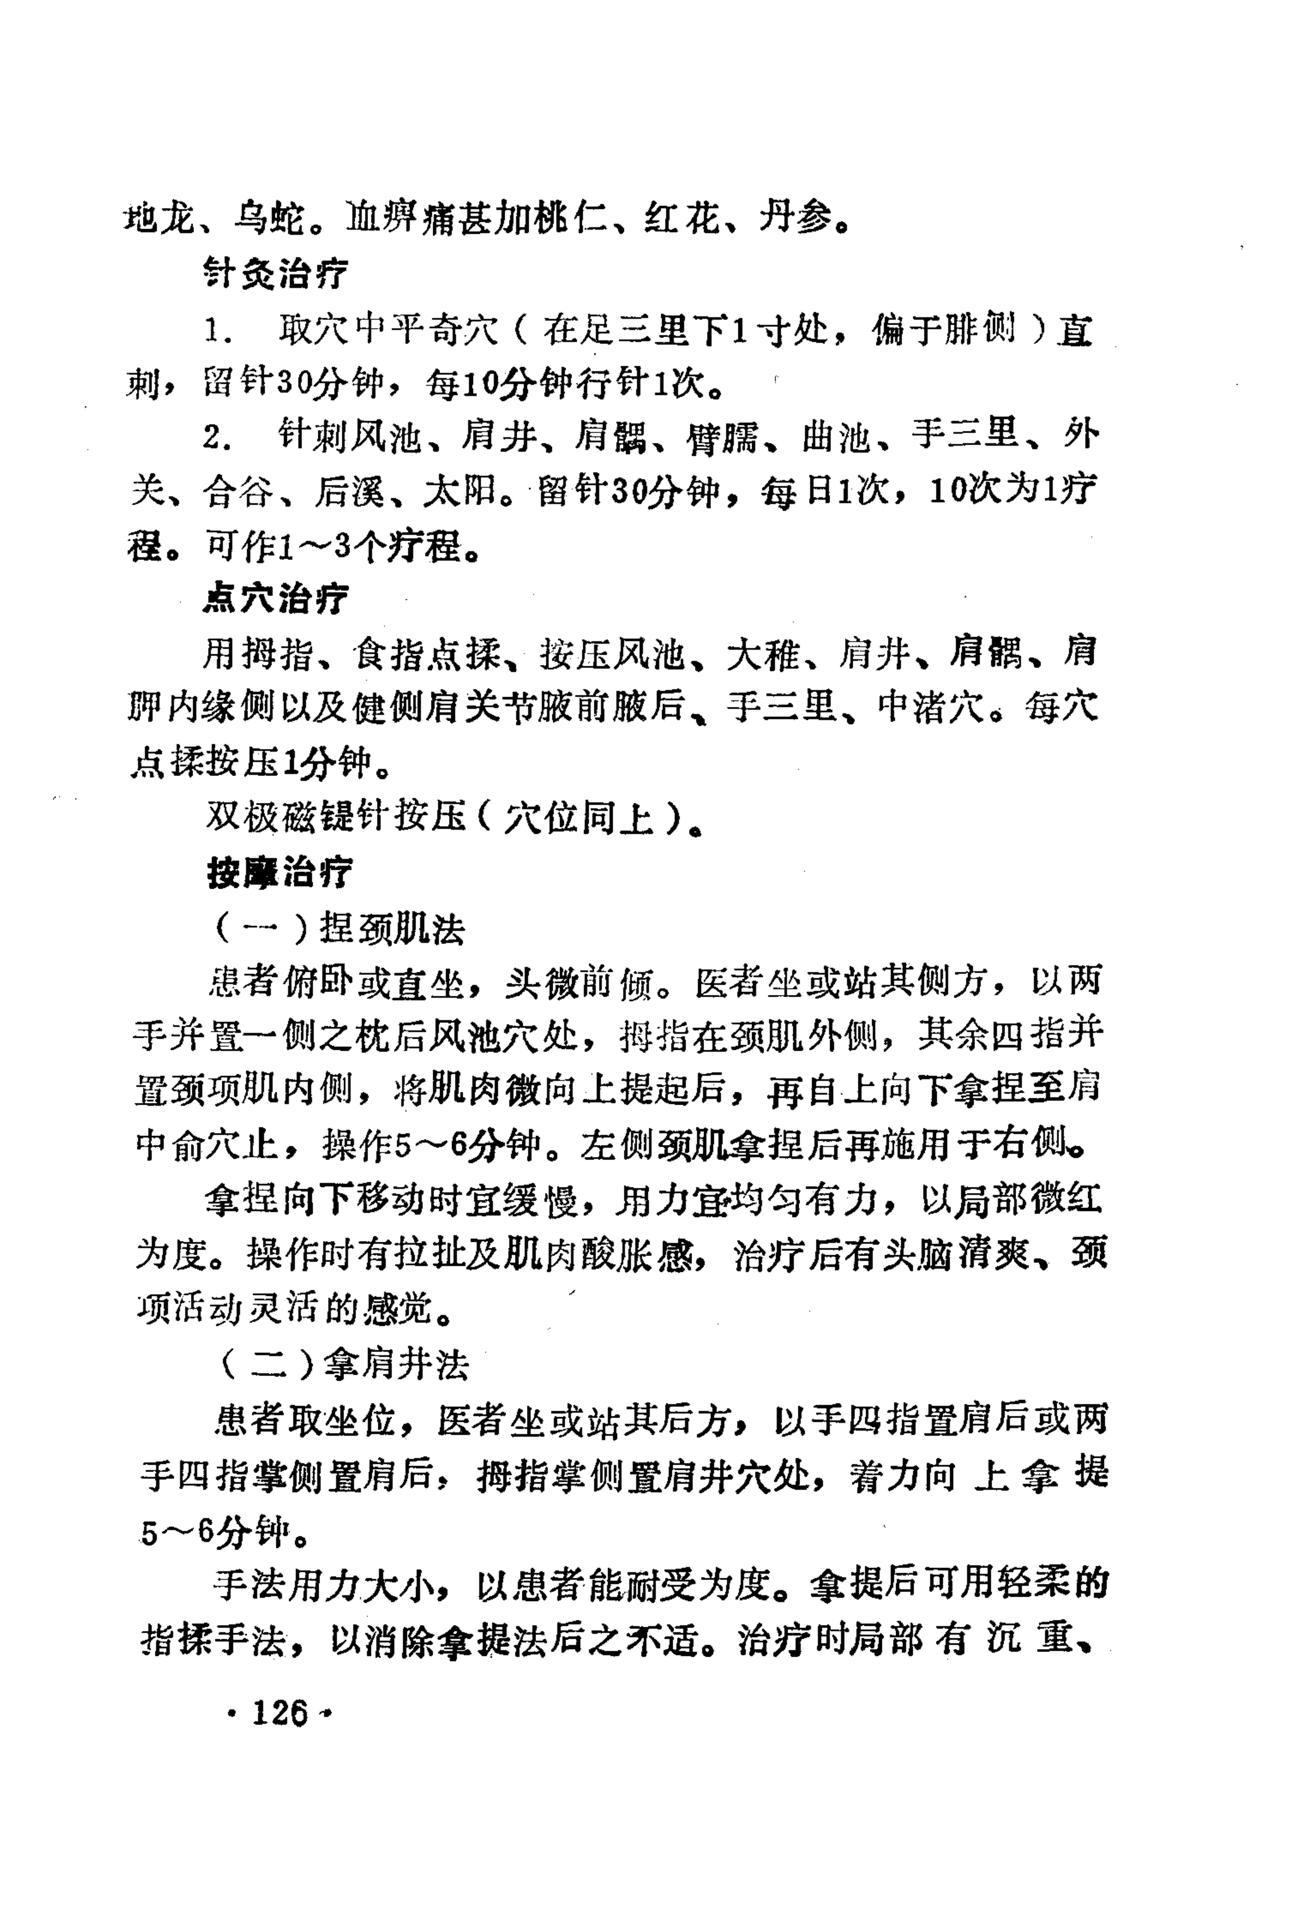 地龙、乌蛇。血痹痛甚加桃仁、红花、丹参。
针灸治疗
1. 取穴中平奇穴（在足三里下1寸处，偏于腓侧）直
刺，留针30分钟，每10分钟行针1次。
2. 针刺风池、肩井、肩髃、臂臑、曲池、手三里、外
关、合谷、后溪、太阳。留针30分钟，每日1次，10次为1疗
程。可作1～3个疗程。
点穴治疗
用拇指、食指点揉、按压风池、大稚、肩井、肩髃、肩
胛内缘侧以及健侧肩关节腋前腋后、手三里、中渚穴。每穴
点揉按压1分钟。
双极磁鍉针按压（穴位同上）。
按摩治疗
（一）捏颈肌法
患者俯卧或直坐，头微前倾。医者坐或站其侧方，以两
手并置一侧之枕后风池穴处，拇指在颈肌外侧，其余四指并
置颈项肌内侧，将肌肉微向上提起后，再自上向下拿捏至肩
中俞穴止，操作5～6分钟。左侧颈肌拿捏后再施用于右侧。
拿捏向下移动时宜缓慢，用力宜均匀有力，以局部微红
为度。操作时有拉扯及肌肉酸胀感，治疗后有头脑清爽、颈
项活动灵活的感觉。
（二）拿肩井法
患者取坐位，医者坐或站其后方，以手四指置肩后或两
手四指掌侧置肩后，拇指掌侧置肩井穴处，着力向上拿提
5～6分钟。
手法用力大小，以患者能耐受为度。拿提后可用轻柔的
指揉手法，以消除拿提法后之不适。治疗时局部有沉重、
·126·